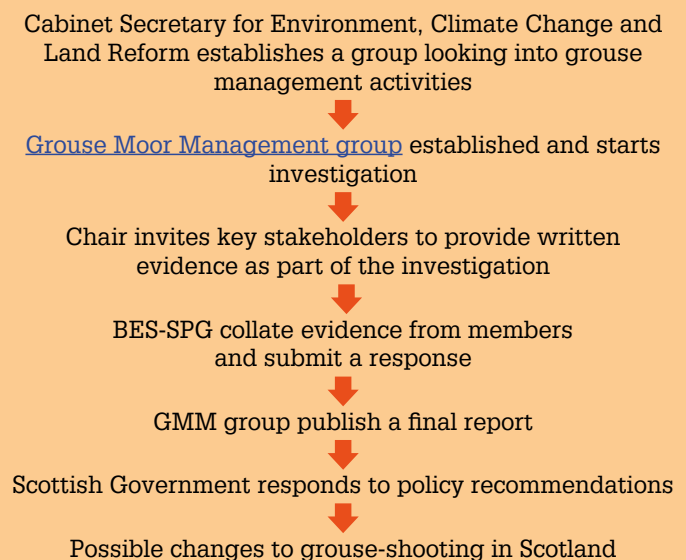 Cabinet Secretary for Environment, Climate Change and
Land Reform establishes a group looking into grouse
management activities
Grouse Moor Management group established and starts
investigation
Chair invites key stakeholders to provide written
evidence as part of the investigation
BES-SPG collate evidence from members
and submit a response
GMM group publish a final report
Scottish Government responds to policy recommendations
Possible changes to grouse-shooting in Scotland